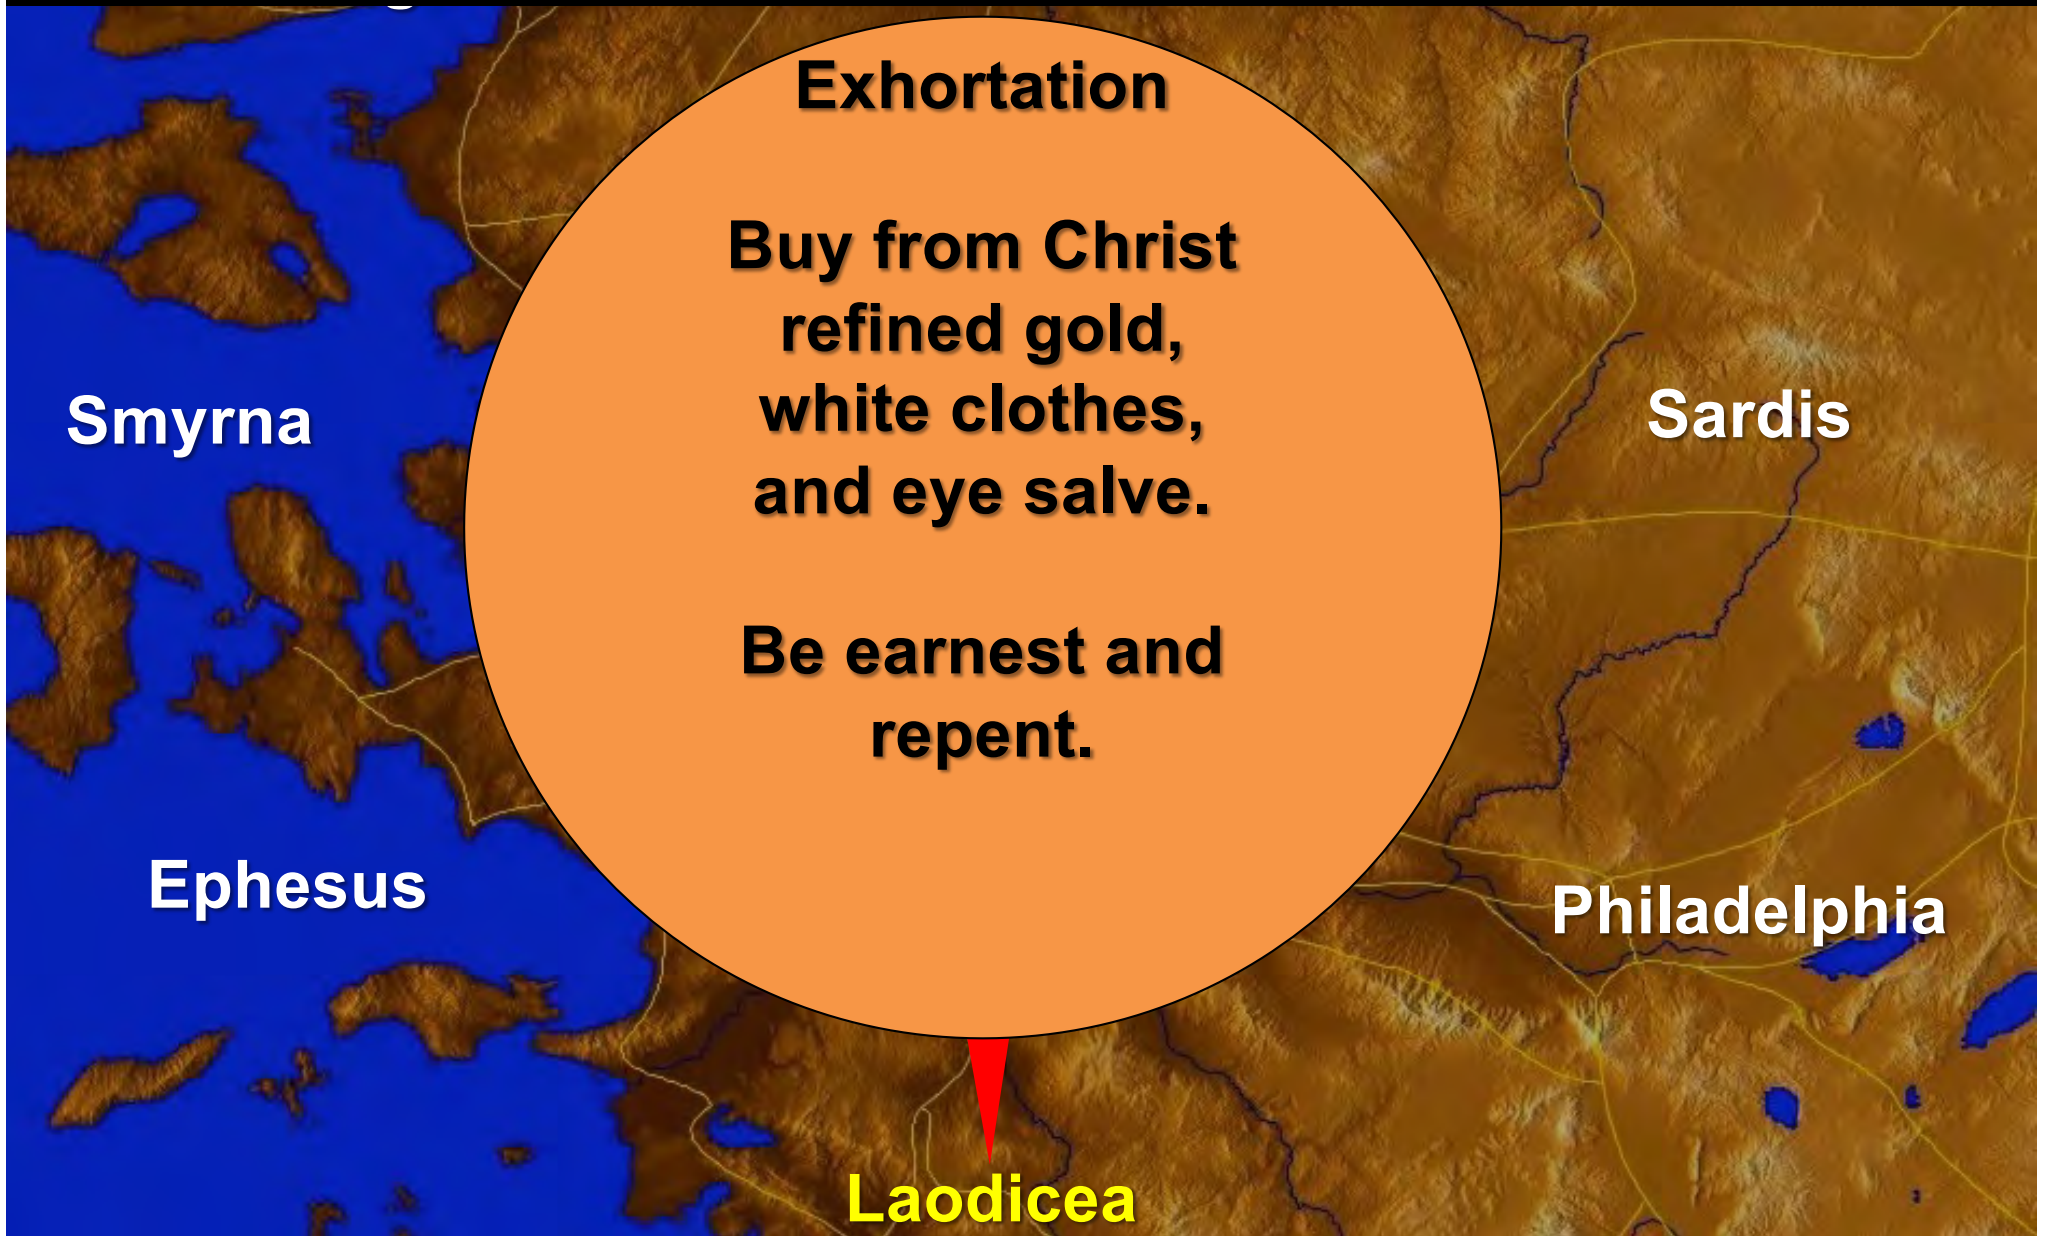 Exhortation
Buy from Christ
refined gold,
white clothes,
and eye salve.
Be earnest and
repent.
Smyrna
Sardis
Ephesus
Philadelphia
Laodicea